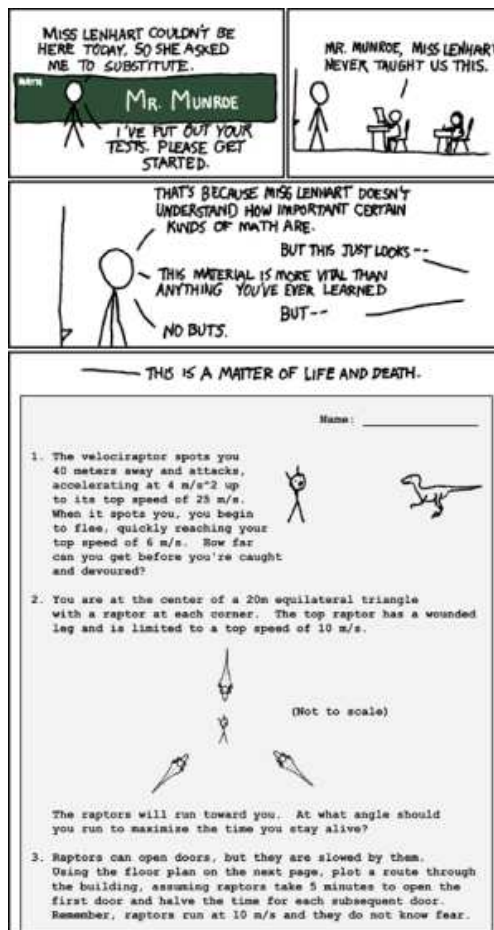 MISS LENHART COULDN'T BE
HERE TODAY, SO SHE ASKED
ME TO SUBSTITUTE.
MATH
MR. MUNROE
I'VE PUT OUT YOUR
TESTS. PLEASE GET
STARTED.
MR. MUNROE, MISS LENHART
NEVER TAUGHT US THIS.
THAT'S BECAUSE MISS LENHART DOESN'T
UNDERSTAND HOW IMPORTANT CERTAIN
KINDS OF MATH ARE.
BUT THIS JUST LOOKS --
THIS MATERIAL IS MORE VITAL THAN
ANYTHING YOU'VE EVER LEARNED
BUT--
NO BUTS.
THIS IS A MATTER OF LIFE AND DEATH.
Name:
1. The velociraptor spots you
40 meters away and attacks,
accelerating at 4 m/s^2 up
to its top speed of 25 m/s.
When it spots you, you begin
to flee, quickly reaching your
top speed of 6 m/s. How far
can you get before you're caught
and devoured?
2. You are at the center of a 20m equilateral triangle
with a raptor at each corner. The top raptor has a wounded
leg and is limited to a top speed of 10 m/s.
(Not to scale)
The raptors will run toward you. At what angle should
you run to maximize the time you stay alive?
3. Raptors can open doors, but they are slowed by them.
Using the floor plan on the next page, plot a route through
the building, assuming raptors take 5 minutes to open the
first door and halve the time for each subsequent door.
Remember, raptors run at 10 m/s and they do not know fear.